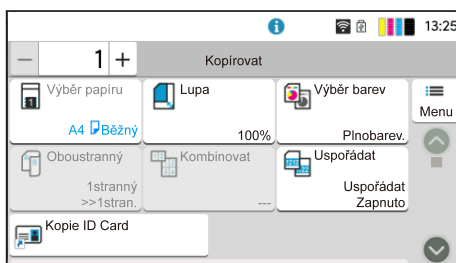 13:25
1
Kopírovat
Výběr papíru
A4 Běžný
Lupa
100%
Výběr barev
Plnobarev.
Menu
Oboustranný
1stranný
>>1stran.
Kombinovat
---
Uspořádat
Uspořádat
Zapnuto
Kopie ID Card